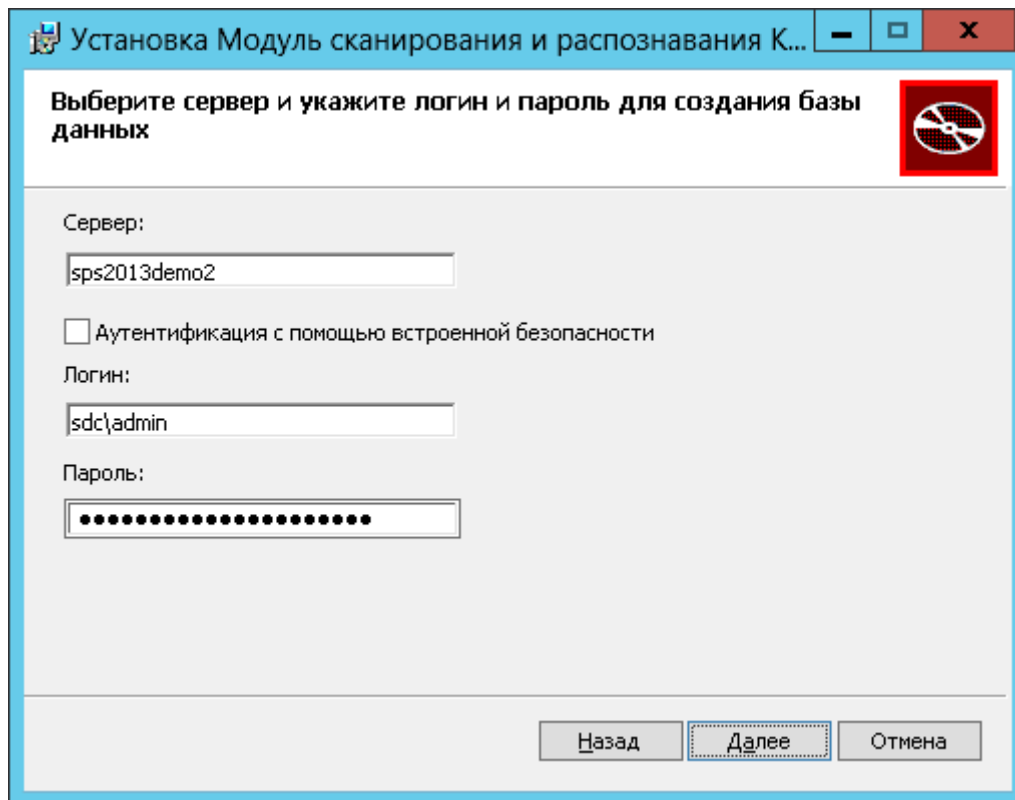 Установка Модуль сканирования и распознавания К...
Выберите сервер и укажите логин и пароль для создания базы
данных
Сервер:
sps2013demo2
Аутентификация с помощью встроенной безопасности
Логин:
sdc\admin
Пароль:
●●●●●●●●●●●●●●●●●●●●●
Назад
Далее
Отмена